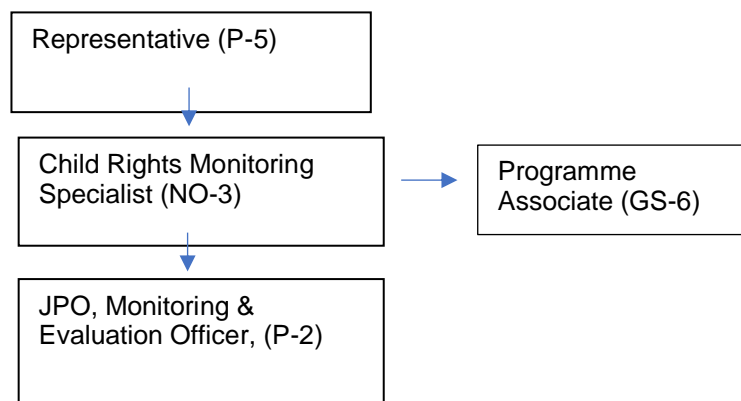 Representative (P-5)
Child Rights Monitoring
Specialist (NO-3)
Programme
Associate (GS-6)
JPO, Monitoring &
Evaluation Officer, (P-2)